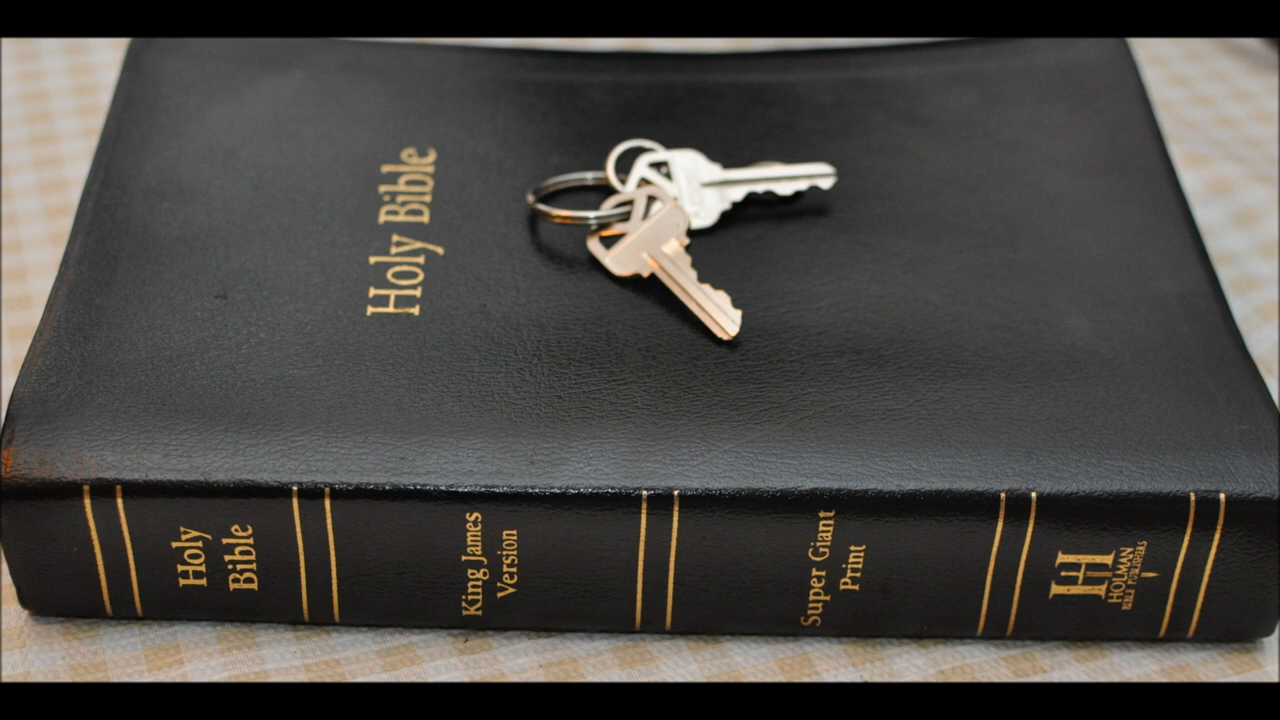 Holy Bible
Holy
Bible
King James
Version
Super Giant
Print
HOLMAN
BIBLE PUBLISHERS